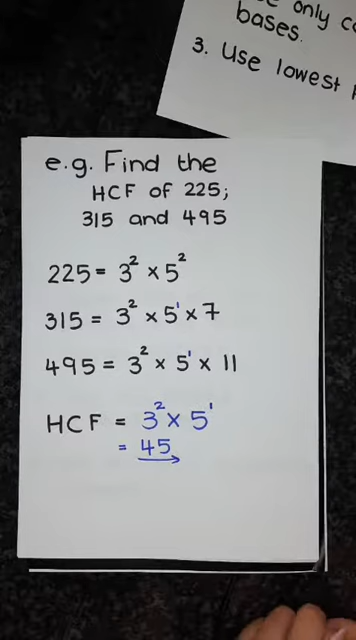 only
bases.
3. Use lowest
e.g. Find the
HCF of 225;
315 and 495
225 = 3² × 5²
315 = 3² × 5¹ × 7
495 = 3² × 5¹ × 11
HCF = 3² × 5¹
= 45